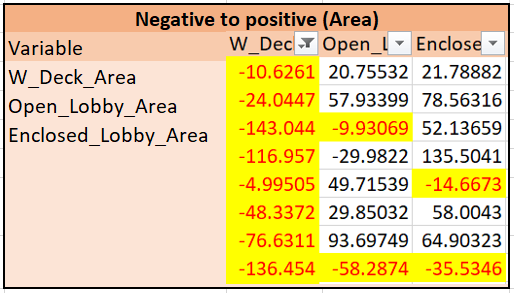 Negative to positive (Area)
Variable W_Dec Open_L Enclose
W_Deck_Area -10.6261 20.75532 21.78882
Open_Lobby_Area -24.0447 57.93399 78.56316
Enclosed_Lobby_Area -143.044 -9.93069 52.13659
-116.957 -29.9822 135.5041
-4.99505 49.71539 -14.6673
-48.3372 29.85032 58.0043
-76.6311 93.69749 64.90323
-136.454 -58.2874 -35.5346